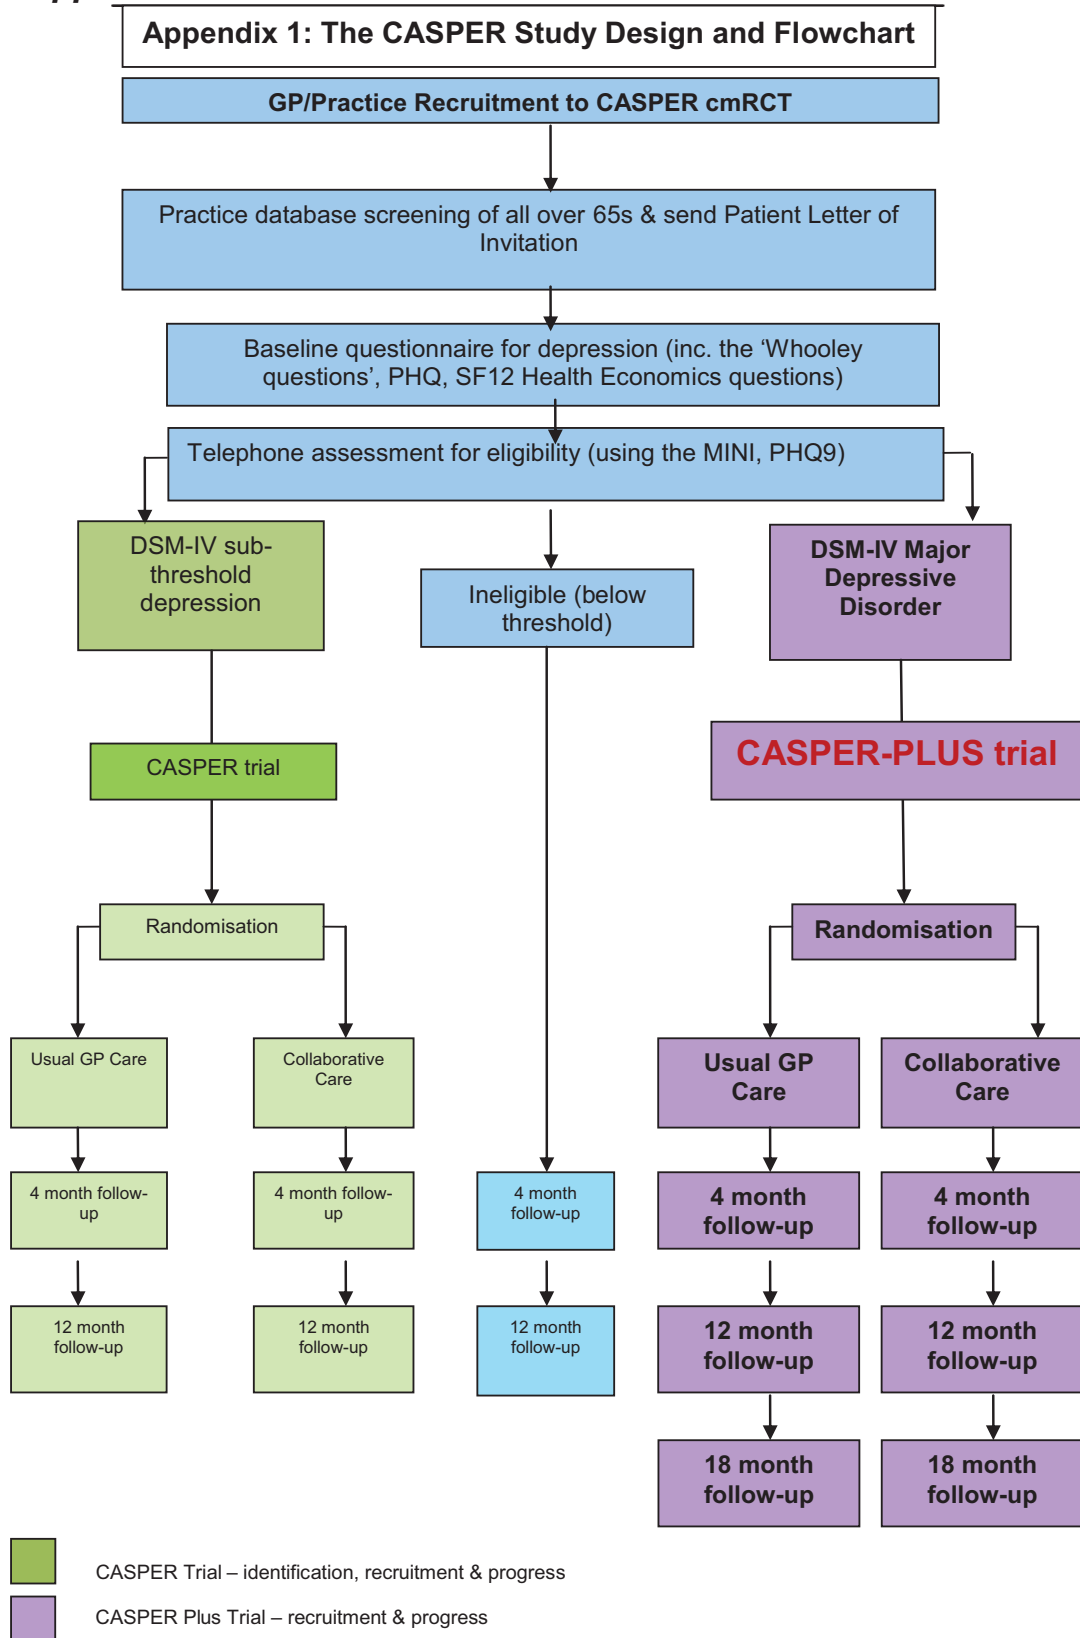 Appendix 1: The CASPER Study Design and Flowchart
GP/Practice Recruitment to CASPER cmRCT
Practice database screening of all over 65s & send Patient Letter of
Invitation
Baseline questionnaire for depression (inc. the ‘Whooley
questions’, PHQ, SF12 Health Economics questions)
Telephone assessment for eligibility (using the MINI, PHQ9)
DSM-IV sub-
threshold
depression
Ineligible (below
threshold)
DSM-IV Major
Depressive
Disorder
CASPER trial
CASPER-PLUS trial
Randomisation
Randomisation
Usual GP Care
Collaborative
Care
Usual GP
Care
Collaborative
Care
4 month follow-
up
4 month follow-
up
4 month
follow-up
4 month
follow-up
4 month
follow-up
12 month
follow-up
12 month
follow-up
12 month
follow-up
12 month
follow-up
12 month
follow-up
18 month
follow-up
18 month
follow-up
CASPER Trial – identification, recruitment & progress
CASPER Plus Trial – recruitment & progress